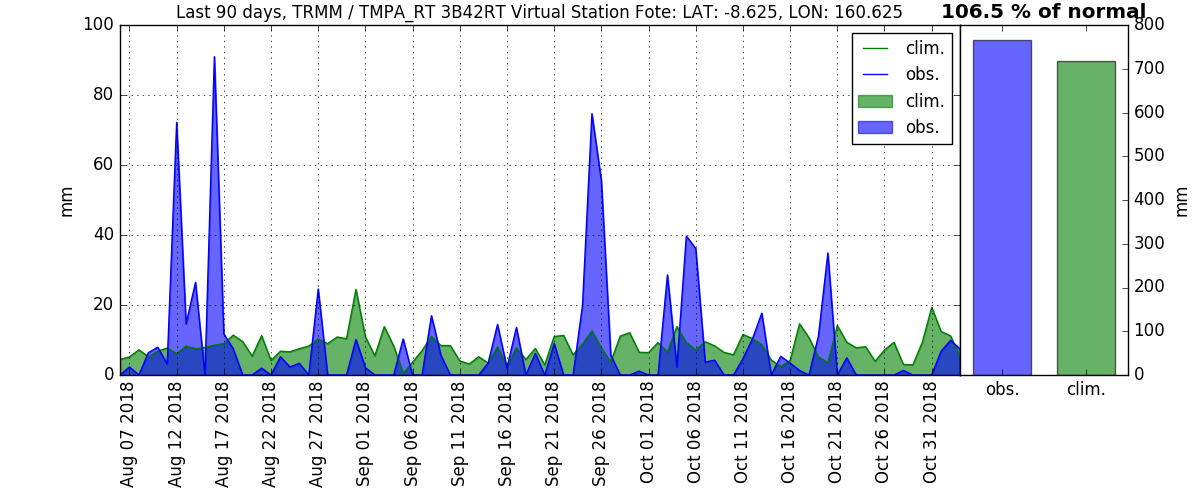 Last 90 days, TRMM / TMPA_RT 3B42RT Virtual Station Fote: LAT: -8.625, LON: 160.625
106.5 % of normal
clim.
obs.
clim.
obs.
100
80
60
40
20
0
mm
800
700
600
500
400
300
200
100
0
mm
Aug 07 2018
Aug 12 2018
Aug 17 2018
Aug 22 2018
Aug 27 2018
Sep 01 2018
Sep 06 2018
Sep 11 2018
Sep 16 2018
Sep 21 2018
Sep 26 2018
Oct 01 2018
Oct 06 2018
Oct 11 2018
Oct 16 2018
Oct 21 2018
Oct 26 2018
Oct 31 2018
obs.
clim.